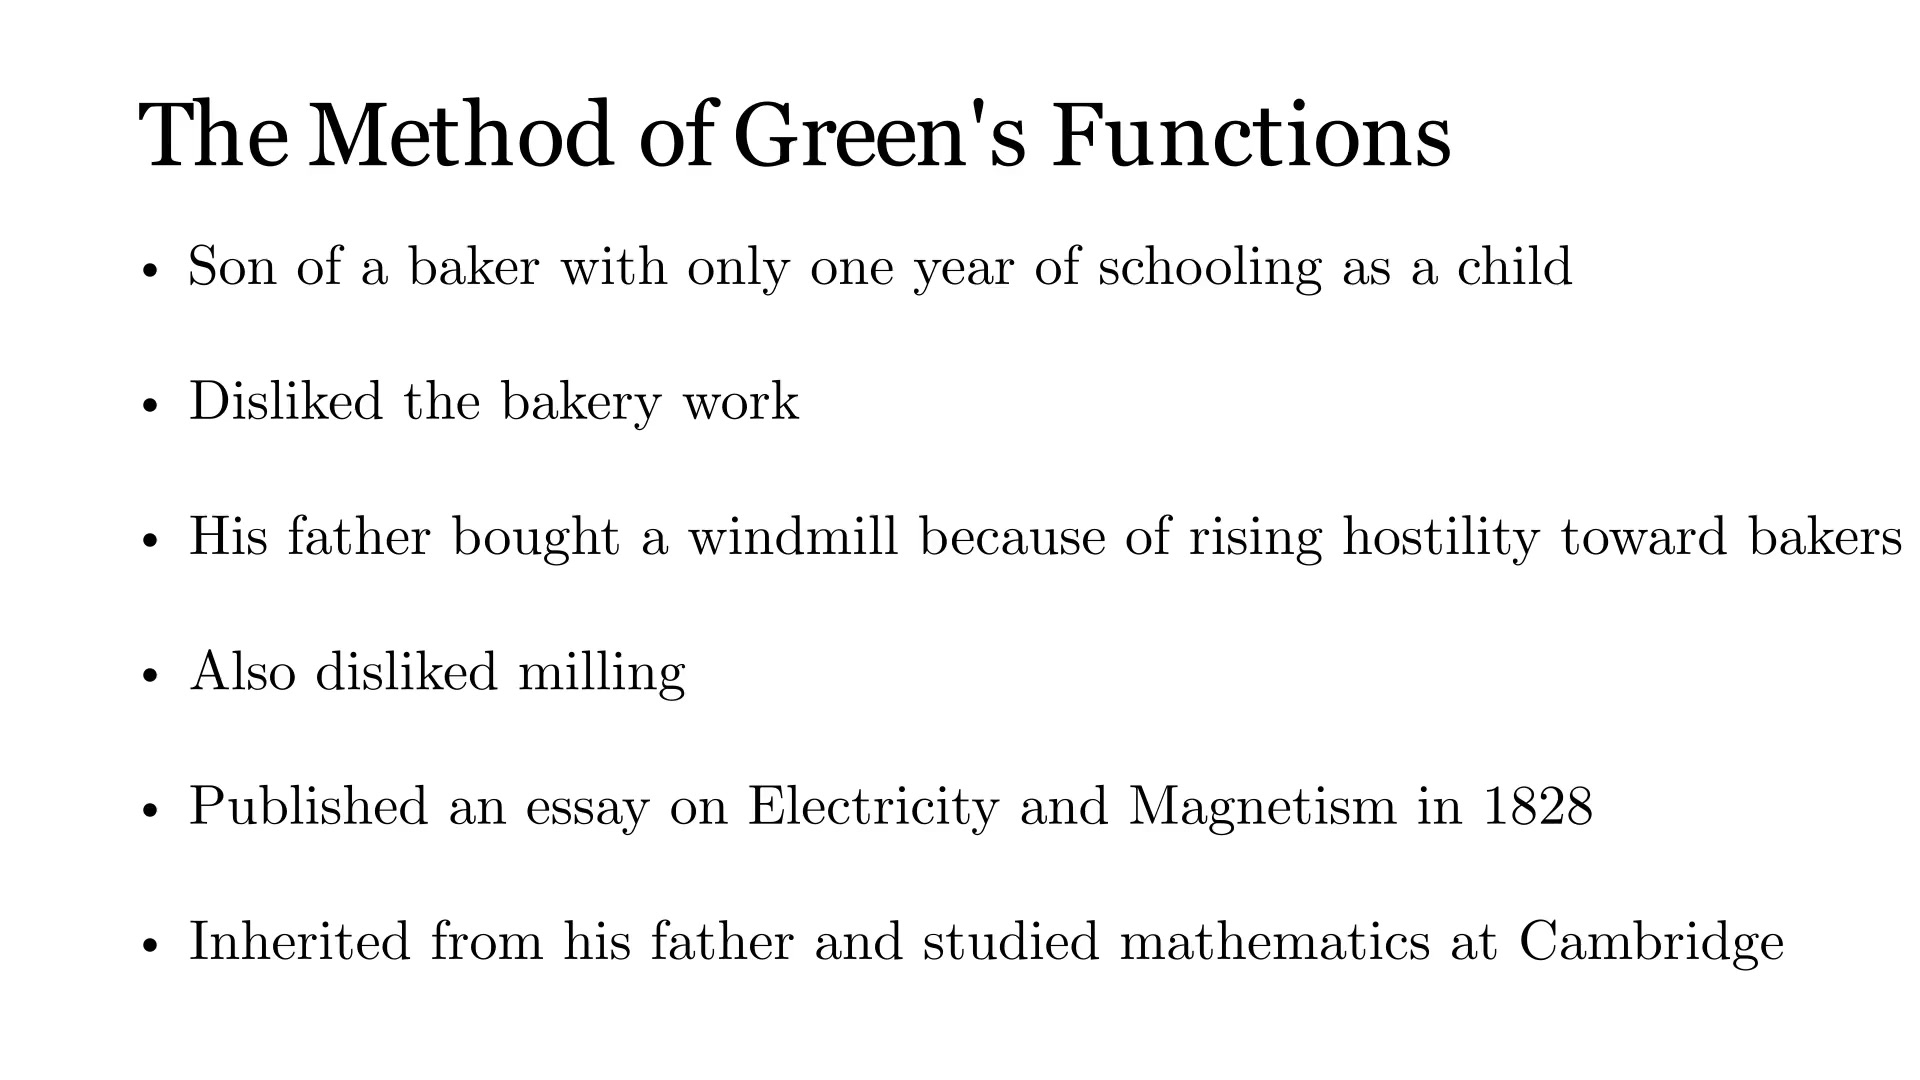 The Method of Green's Functions
• Son of a baker with only one year of schooling as a child
• Disliked the bakery work
• His father bought a windmill because of rising hostility toward bakers
• Also disliked milling
• Published an essay on Electricity and Magnetism in 1828
• Inherited from his father and studied mathematics at Cambridge